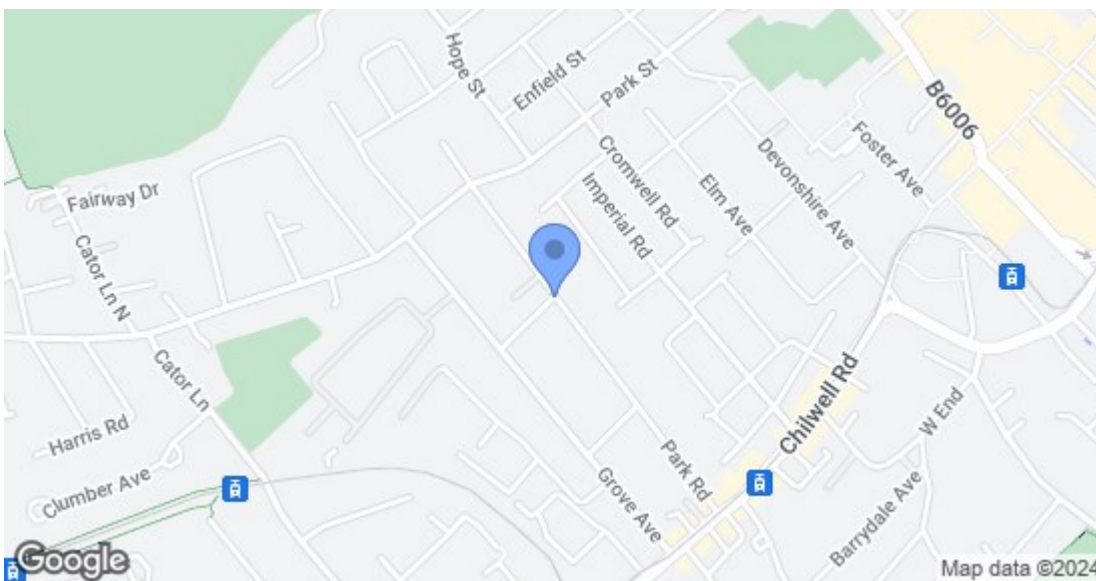 Hope St
Enfield St
Park St
B6006
Foster Ave
Cromwell Rd
Devonshire Ave
Elm Ave
Imperial Rd
Fairway Dr
Cator Ln N
Cator Ln
Harris Rd
Clumber Ave
Chilwell Rd
W End
Park Rd
Grove Ave
Barrydale Ave
Google
Map data ©2024